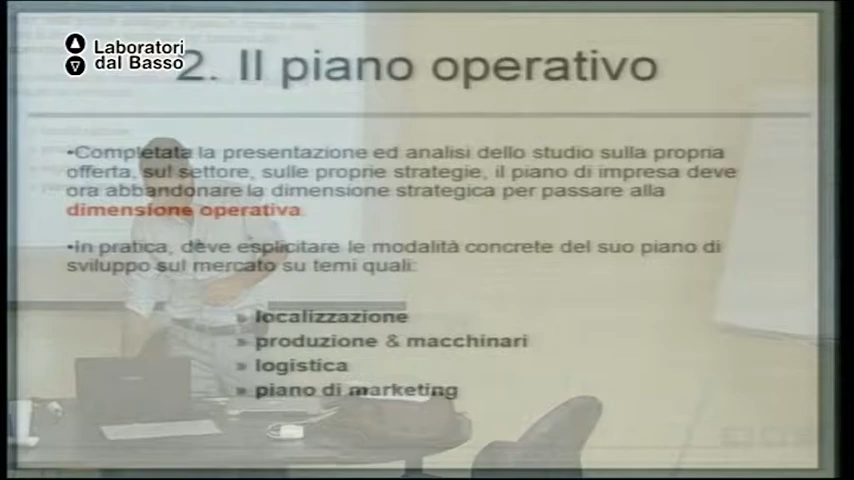 Laboratori
dal Basso
2. Il piano operativo
•Completata la presentazione ed analisi dello studio sulla propria
offerta, sul settore, sulle proprie strategie, il piano di impresa deve
ora abbandonare la dimensione strategica per passare alla
dimensione operativa.
•In pratica, deve esplicitare le modalità concrete del suo piano di
sviluppo sul mercato su temi quali:
» localizzazione
» produzione & macchinari
» logistica
» piano di marketing